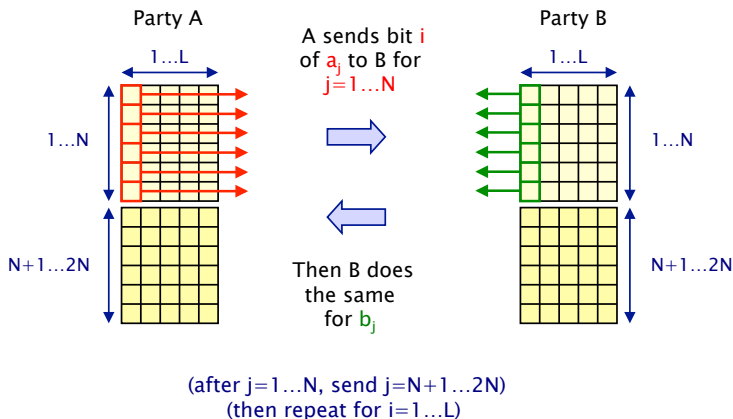 Party A
Party B
A sends bit i
of aj to B for
j=1...N
1...L
1...L
1...N
1...N
N+1...2N
N+1...2N
Then B does
the same
for bj
(after j=1...N, send j=N+1...2N)
(then repeat for i=1...L)